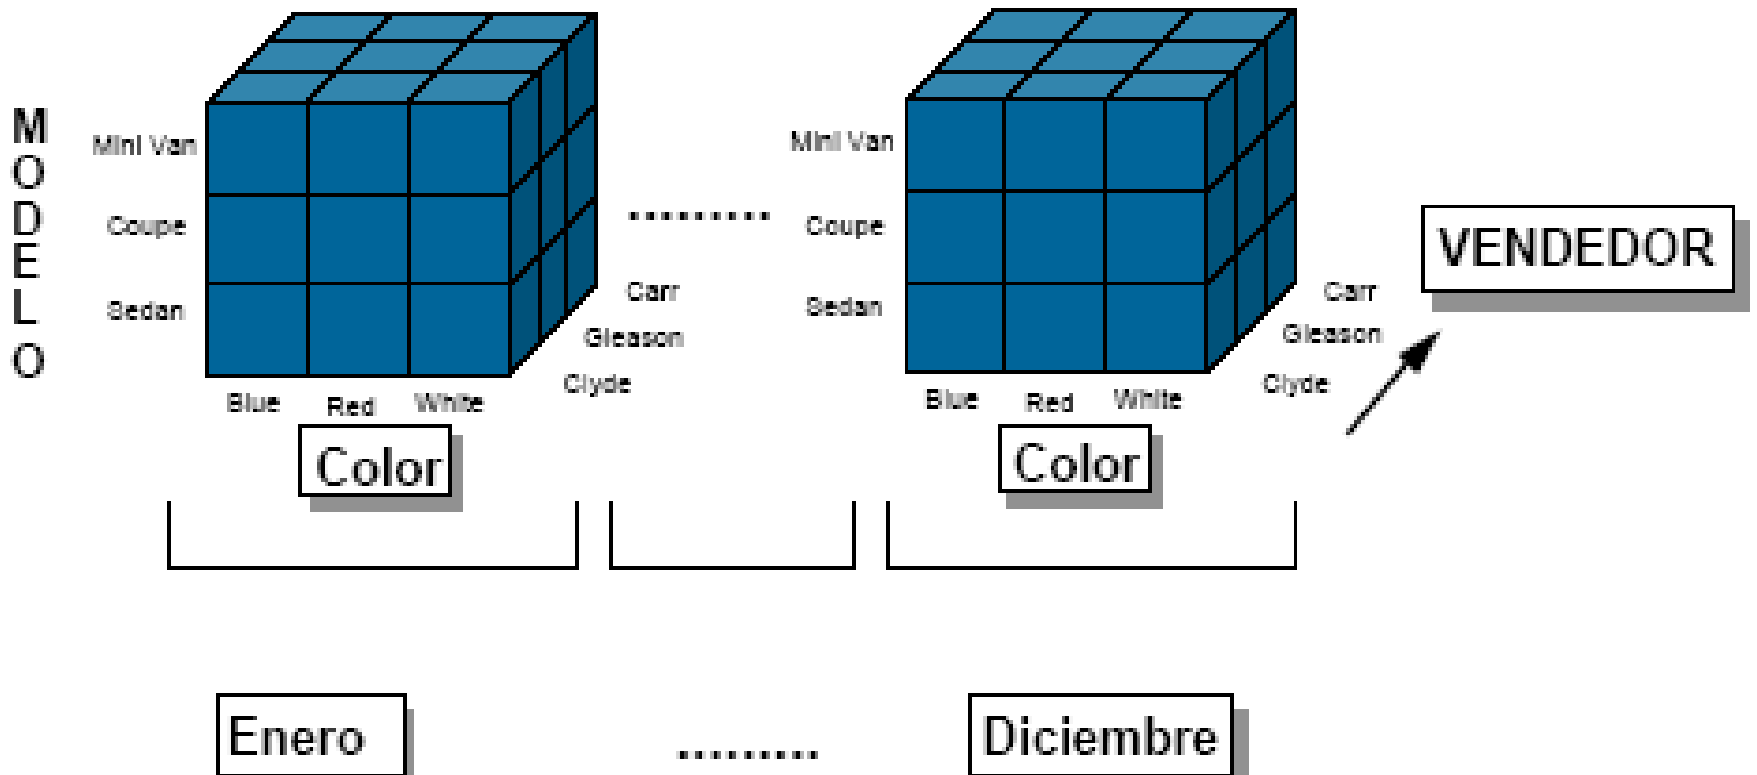 MODELO
Mini Van
Coupe
Sedan
Carr
Gleason
Clyde
Blue Red White
Color
.........
Mini Van
Coupe
Sedan
Carr
Gleason
Clyde
Blue Red White
Color
VENDEDOR
Enero ......... Diciembre